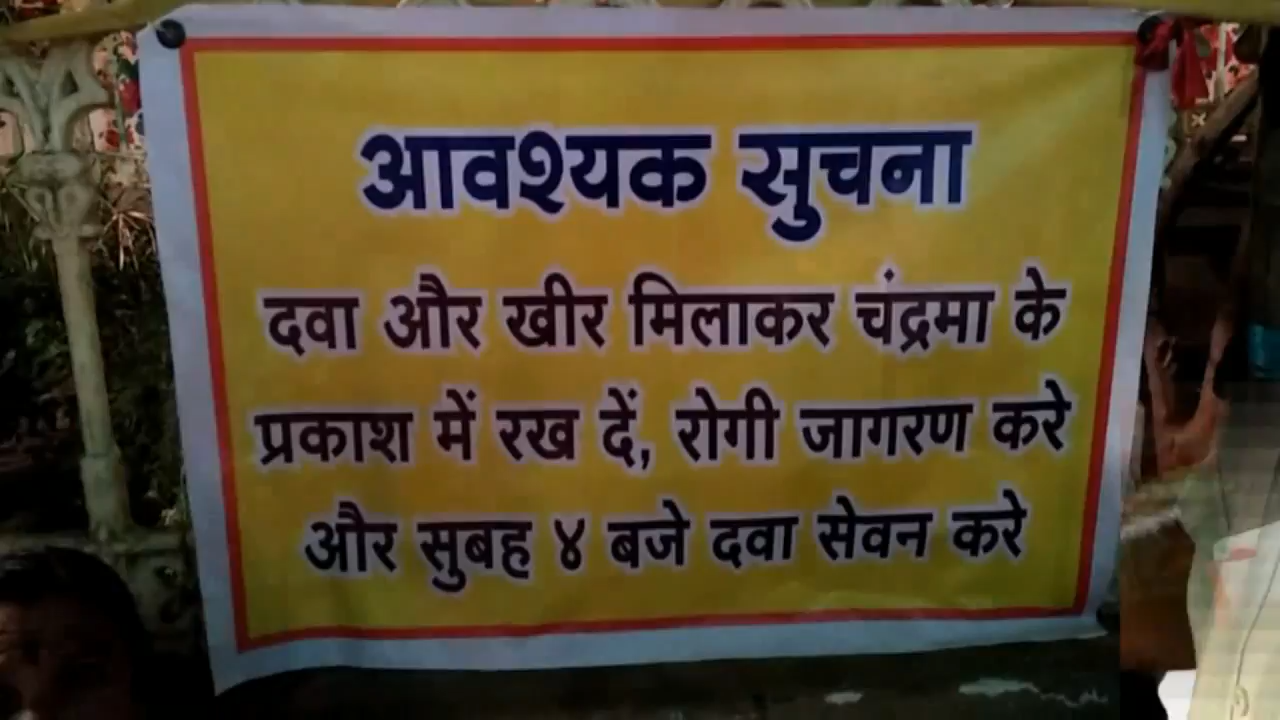 आवश्यक सुचना
दवा और खीर मिलाकर चंद्रमा के
प्रकाश में रख दें, रोगी जागरण करे
और सुबह ४ बजे दवा सेवन करे